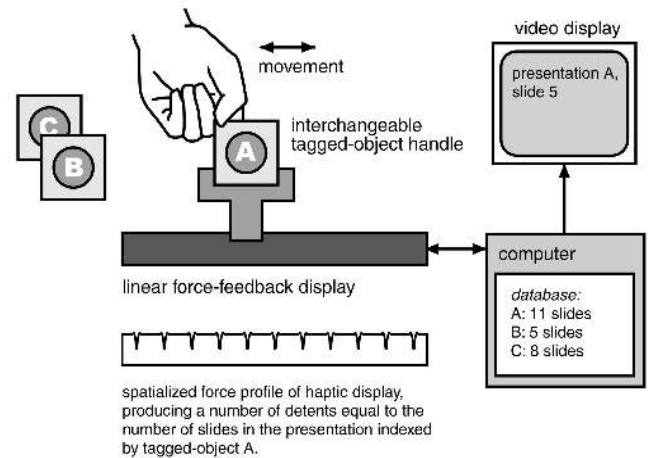 video display
movement
presentation A,
slide 5
C
B
A
interchangeable
tagged-object handle
computer
linear force-feedback display
database:
A: 11 slides
B: 5 slides
C: 8 slides
spatialized force profile of haptic display,
producing a number of detents equal to the
number of slides in the presentation indexed
by tagged-object A.